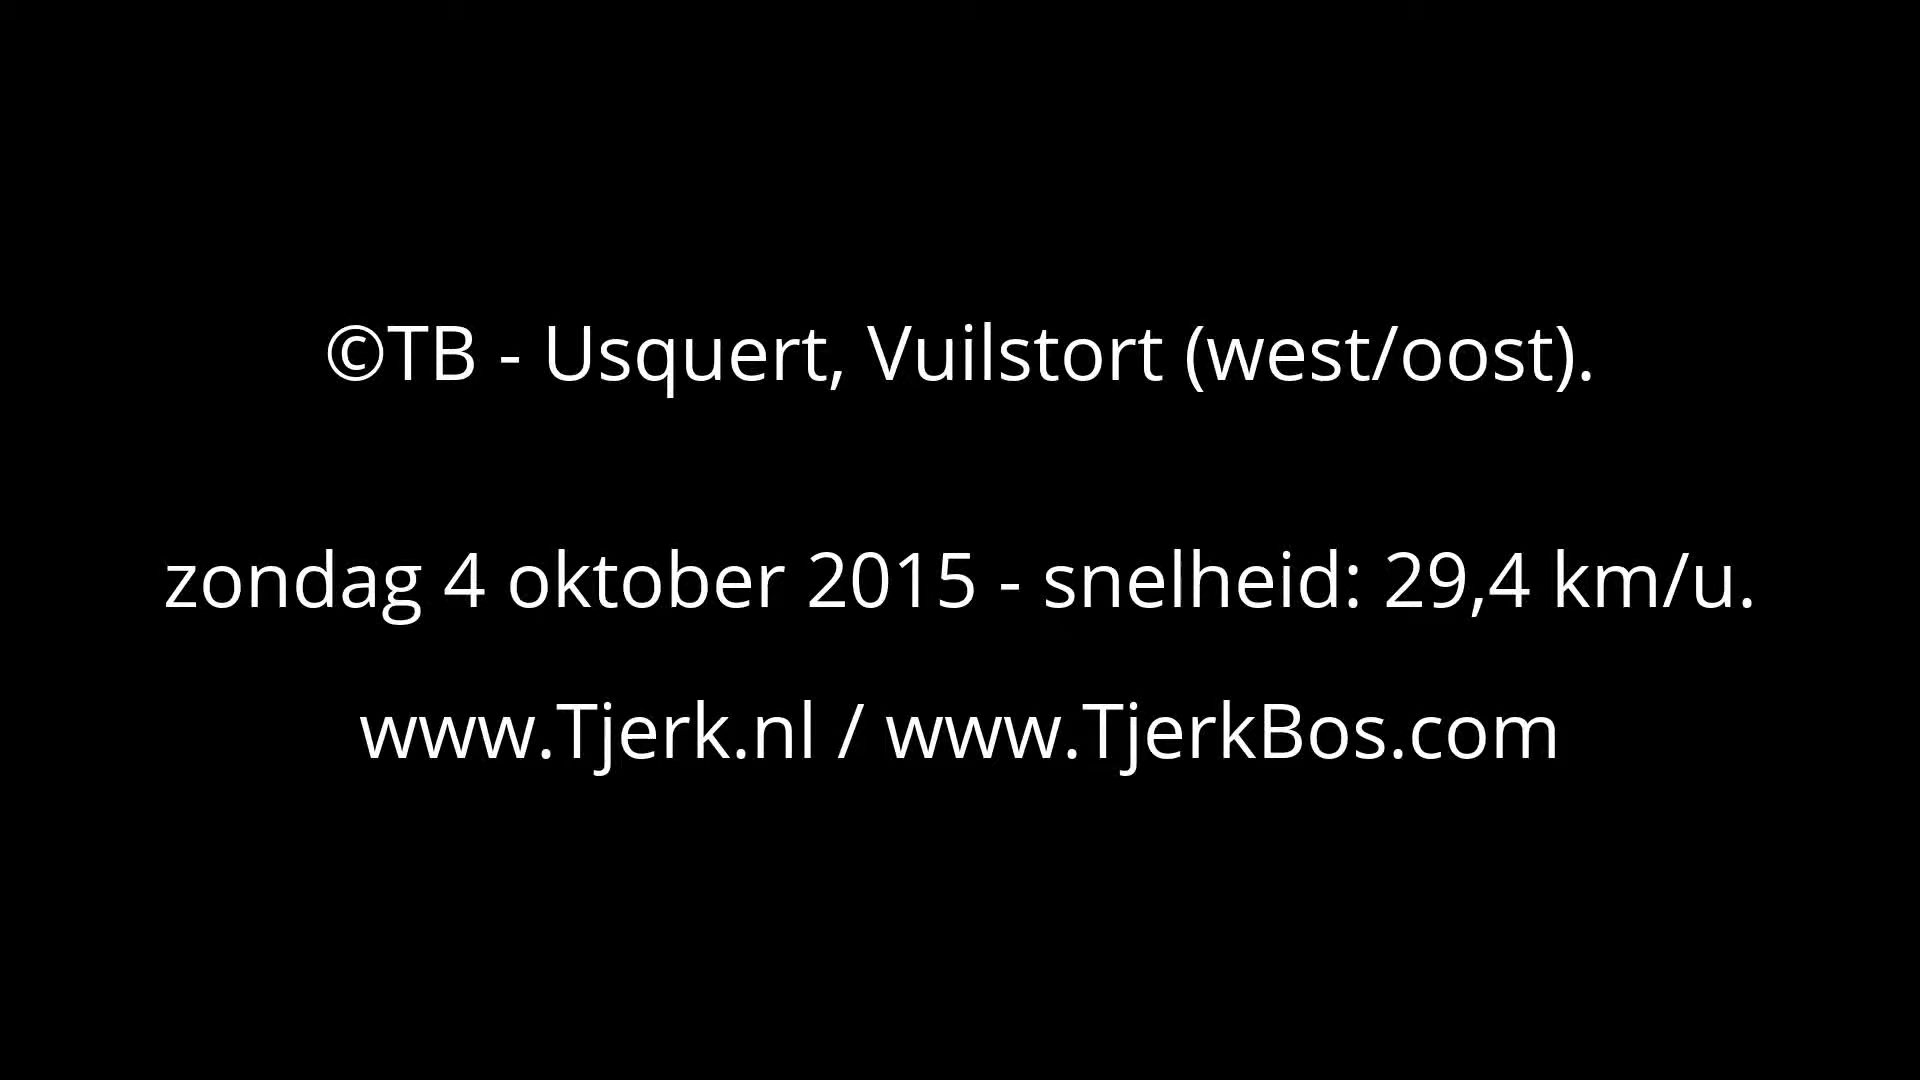 ©TB - Usquert, Vuilstort (west/oost).
zondag 4 oktober 2015 - snelheid: 29,4 km/u.
www.Tjerk.nl / www.TjerkBos.com